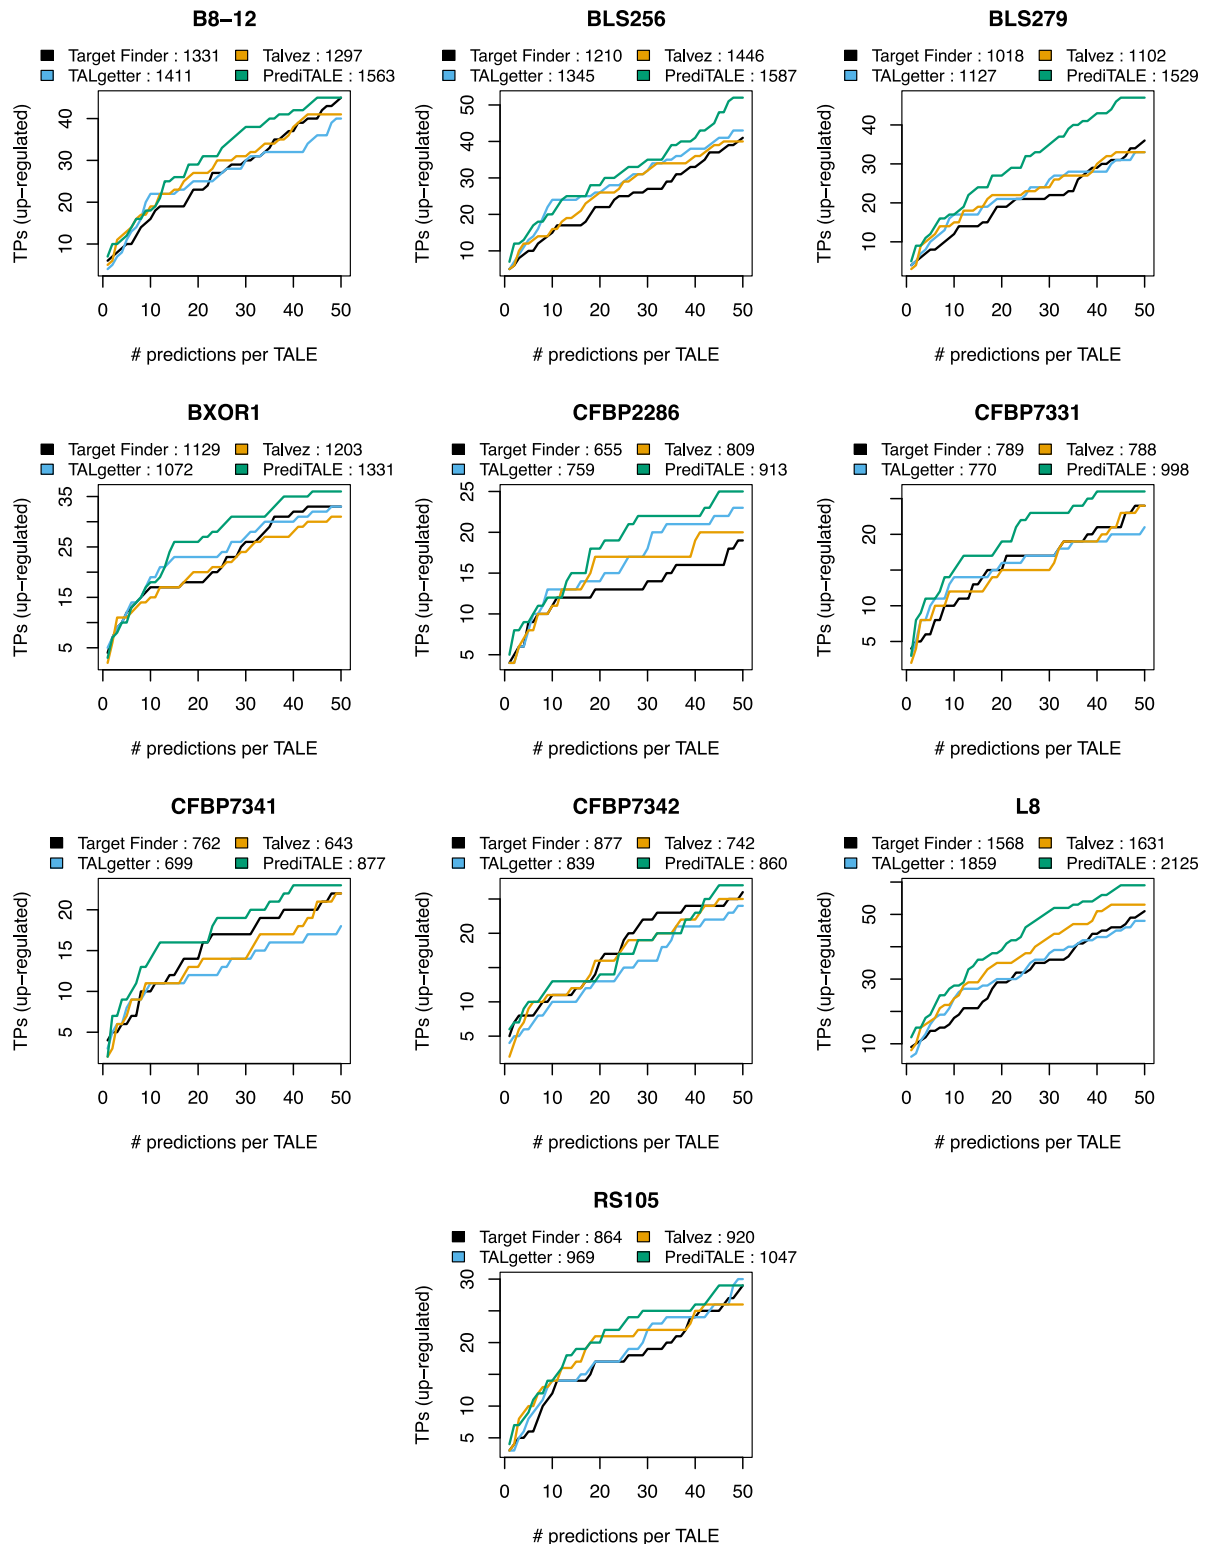 B8−12
Target Finder : 1331 Talvez : 1297
TALgetter : 1411 PrediTALE : 1563
TPs (up−regulated)
10 20 30 40
0 10 20 30 40 50
# predictions per TALE
BLS256
Target Finder : 1210 Talvez : 1446
TALgetter : 1345 PrediTALE : 1587
TPs (up−regulated)
10 20 30 40 50
0 10 20 30 40 50
# predictions per TALE
BLS279
Target Finder : 1018 Talvez : 1102
TALgetter : 1127 PrediTALE : 1529
TPs (up−regulated)
10 20 30 40
0 10 20 30 40 50
# predictions per TALE
BXOR1
Target Finder : 1129 Talvez : 1203
TALgetter : 1072 PrediTALE : 1331
TPs (up−regulated)
5 15 25 35
0 10 20 30 40 50
# predictions per TALE
CFBP2286
Target Finder : 655 Talvez : 809
TALgetter : 759 PrediTALE : 913
TPs (up−regulated)
5 10 15 20 25
0 10 20 30 40 50
# predictions per TALE
CFBP7331
Target Finder : 789 Talvez : 788
TALgetter : 770 PrediTALE : 998
TPs (up−regulated)
5 10 20
0 10 20 30 40 50
# predictions per TALE
CFBP7341
Target Finder : 762 Talvez : 643
TALgetter : 699 PrediTALE : 877
TPs (up−regulated)
5 10 15 20
0 10 20 30 40 50
# predictions per TALE
CFBP7342
Target Finder : 877 Talvez : 742
TALgetter : 839 PrediTALE : 860
TPs (up−regulated)
5 10 20
0 10 20 30 40 50
# predictions per TALE
L8
Target Finder : 1568 Talvez : 1631
TALgetter : 1859 PrediTALE : 2125
TPs (up−regulated)
10 30 50
0 10 20 30 40 50
# predictions per TALE
RS105
Target Finder : 864 Talvez : 920
TALgetter : 969 PrediTALE : 1047
TPs (up−regulated)
5 10 20 30
0 10 20 30 40 50
# predictions per TALE